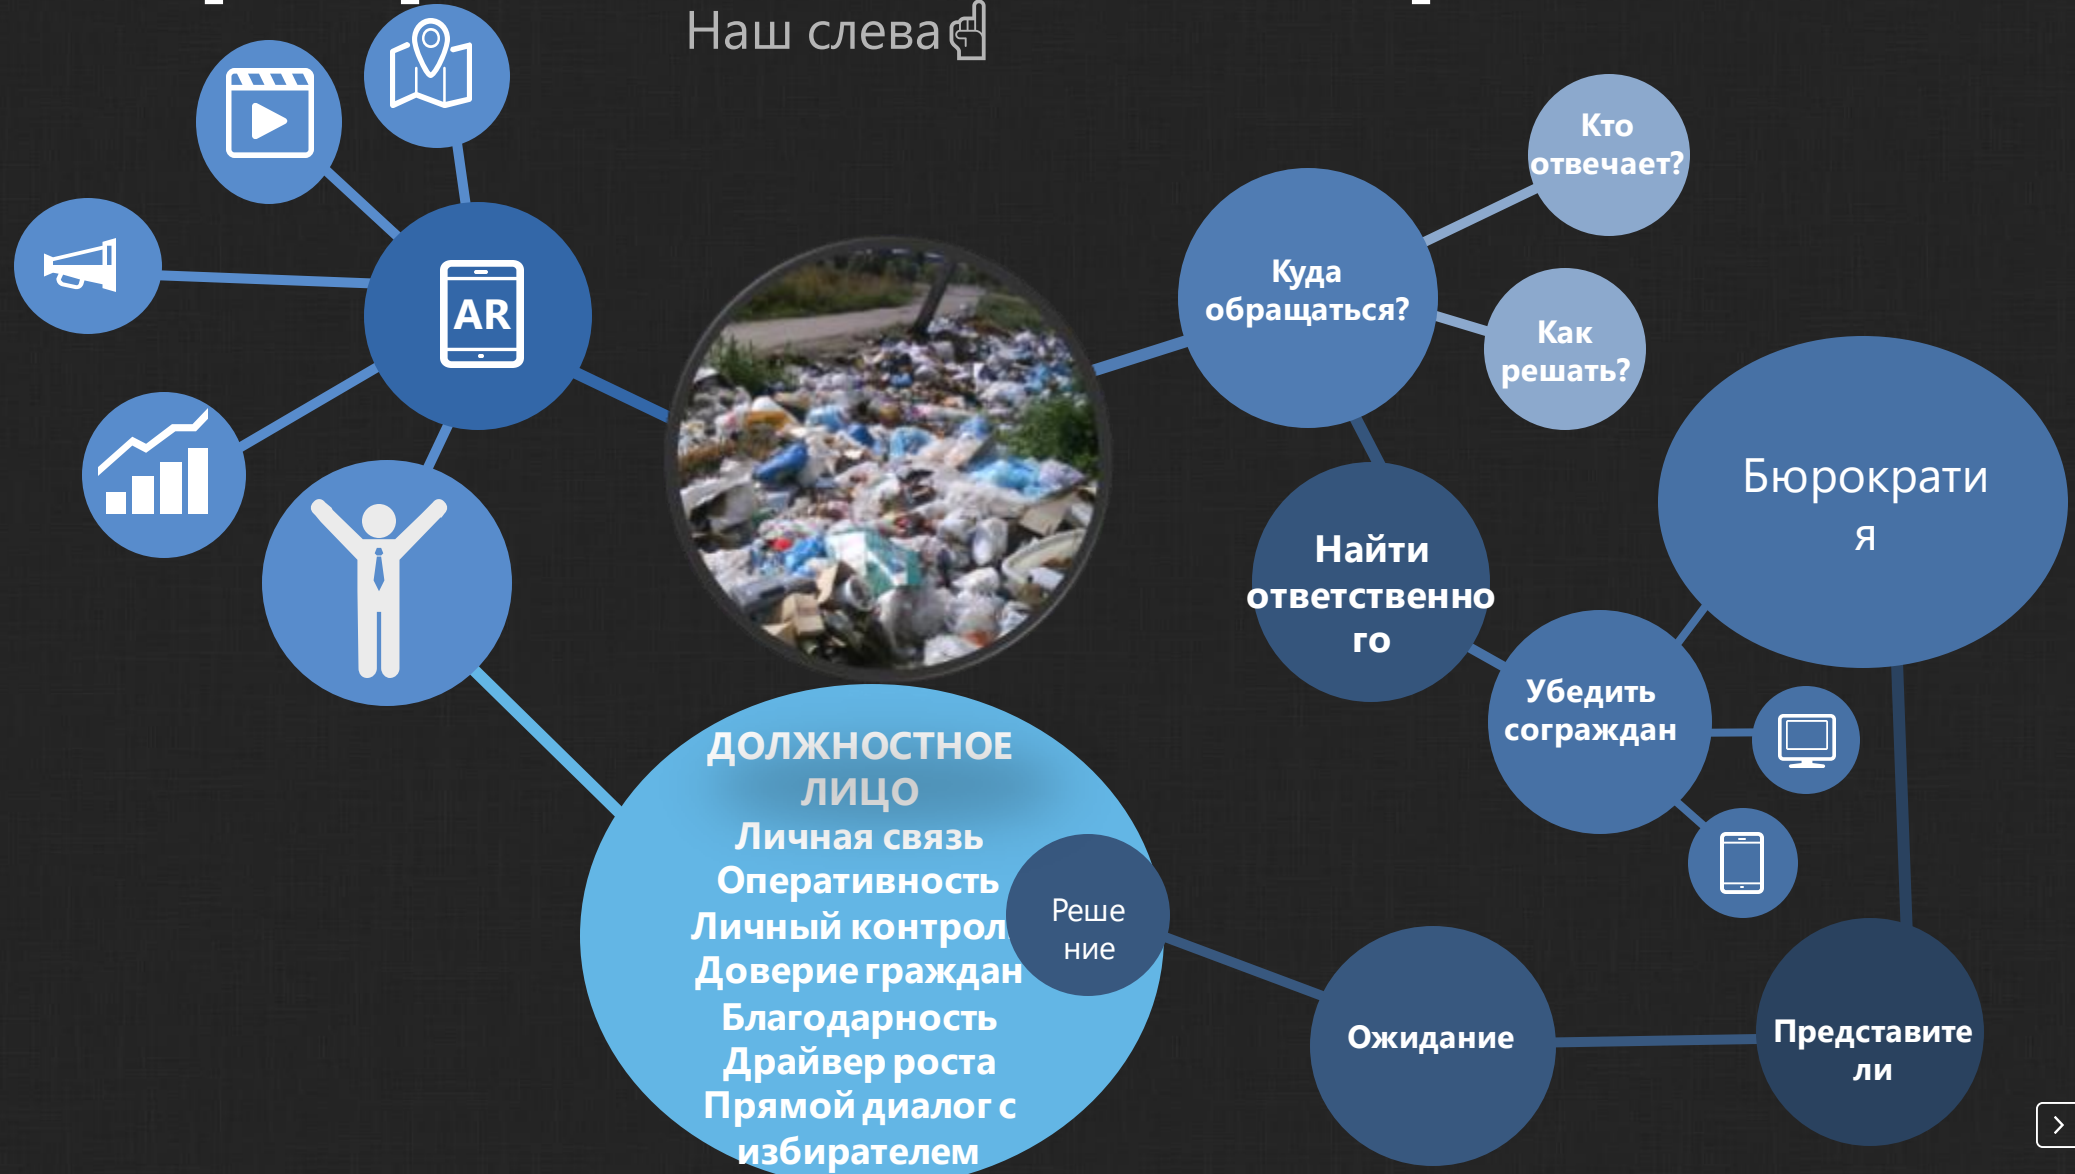 Наш слева☝
Кто
отвечает?
Куда
обращаться?
AR
Как
решать?
Бюрократи
я
Найти
ответственно
го
Убедить
сограждан
ДОЛЖНОСТНОЕ
ЛИЦО
Личная связь
Оперативность
Личный контрол
Доверие граждан
Благодарность
Драйвер роста
Прямой диалог с
избирателем
Реше
ние
Ожидание
Представите
ли